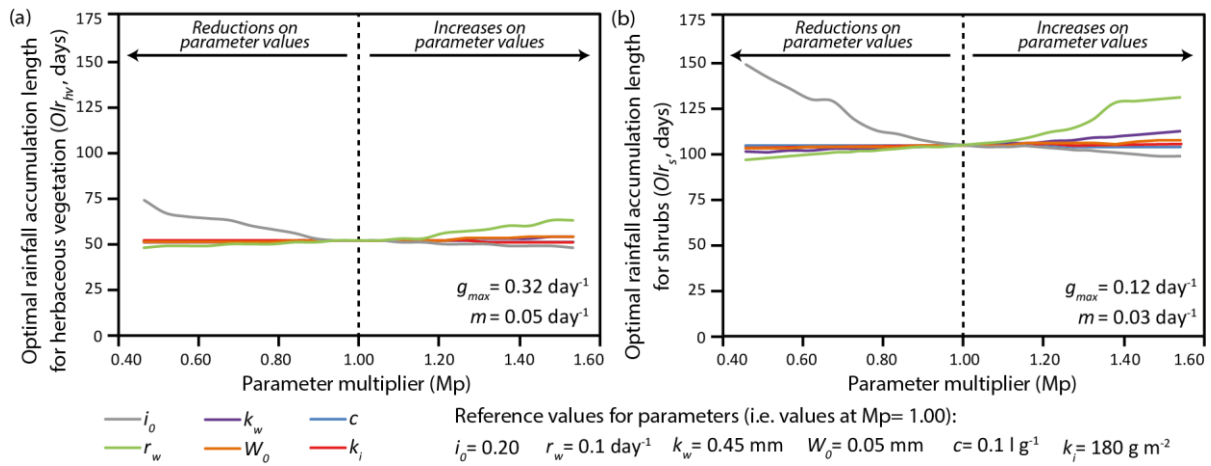 (a)
Reductions on
parameter values
Increases on
parameter values
Optimal rainfall accumulation length
for herbaceous vegetation (Olr_hv, days)
150
125
100
75
50
25
0
g_max = 0.32 day⁻¹
m = 0.05 day⁻¹
0.40 0.60 0.80 1.00 1.20 1.40 1.60
Parameter multiplier (Mp)
(b)
Reductions on
parameter values
Increases on
parameter values
Optimal rainfall accumulation length
for shrubs (Olr_s, days)
150
125
100
75
50
25
0
g_max = 0.12 day⁻¹
m = 0.03 day⁻¹
0.40 0.60 0.80 1.00 1.20 1.40 1.60
Parameter multiplier (Mp)
i_0 k_w c
r_w W_0 k_i
Reference values for parameters (i.e. values at Mp= 1.00):
i_0 = 0.20 r_w = 0.1 day⁻¹ k_w = 0.45 mm W_0 = 0.05 mm c= 0.1 l g⁻¹ k_i = 180 g m⁻²